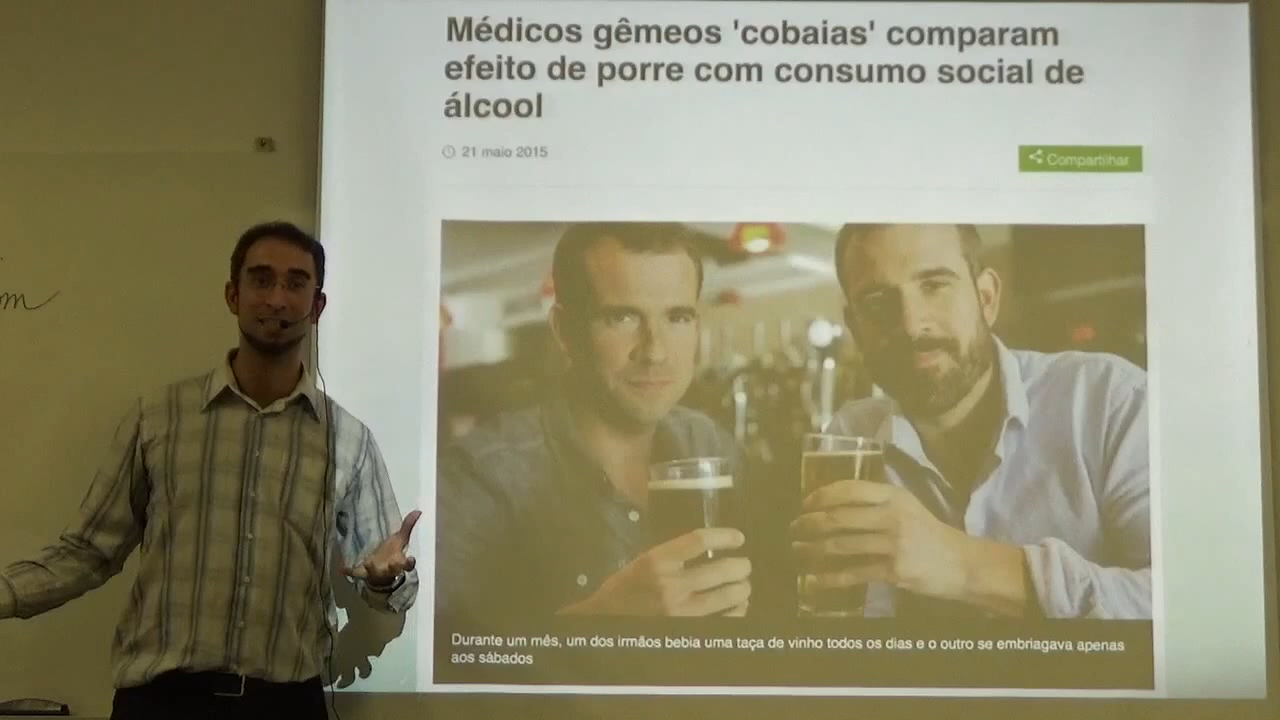 Médicos gêmeos 'cobaias' comparam
efeito de porre com consumo social de
álcool
21 maio 2015
Compartilhar
m
Durante um mês, um dos irmãos bebia uma taça de vinho todos os dias e o outro se embriagava apenas
aos sábados